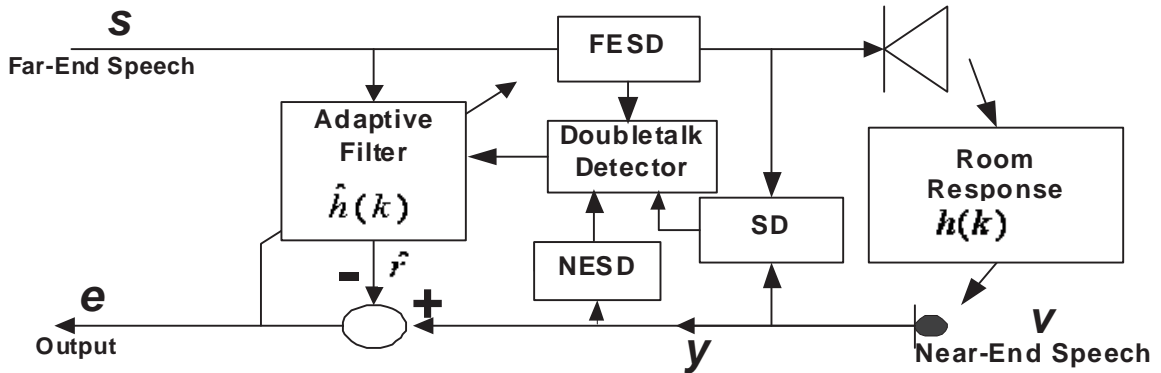 s
Far-End Speech
FESD
Adaptive
Filter
ĥ(k)
Doubletalk
Detector
Room
Response
h(k)
SD
NESD
-
r̂
+
e
Output
y
v
Near-End Speech